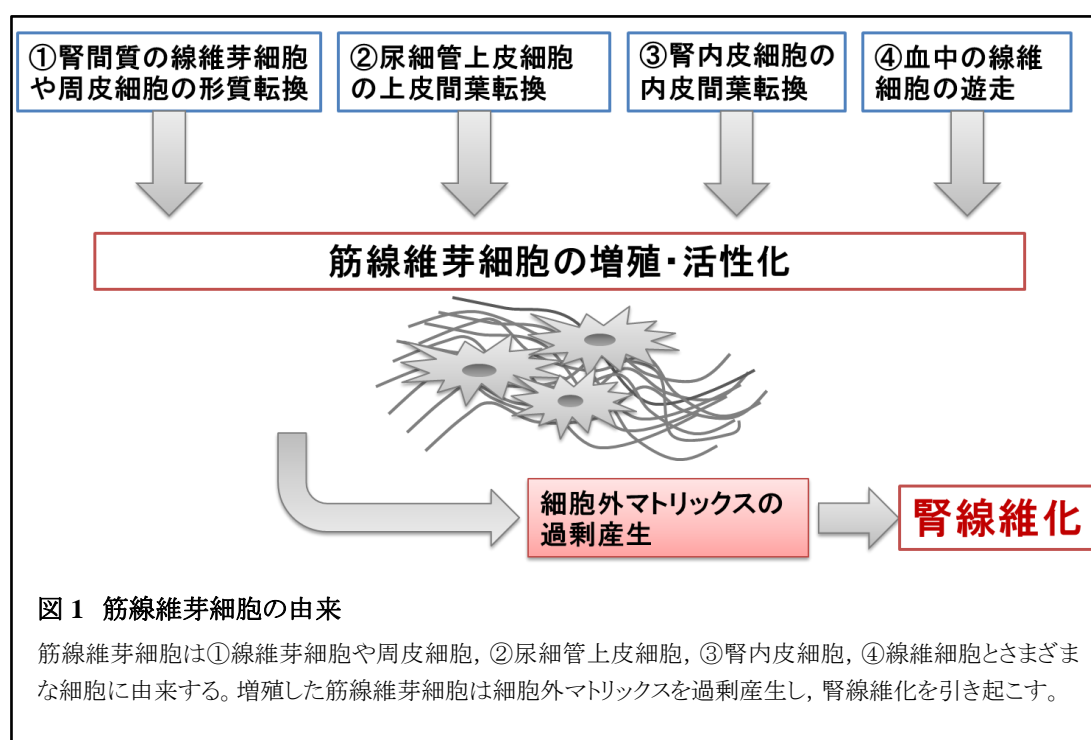 ①腎間質の線維芽細胞
や周皮細胞の形質転換
②尿細管上皮細胞
の上皮間葉転換
③腎内皮細胞の
内皮間葉転換
④血中の線維
細胞の遊走
筋線維芽細胞の増殖・活性化
細胞外マトリックスの
過剰産生
腎線維化
図 1 筋線維芽細胞の由来
筋線維芽細胞は①線維芽細胞や周皮細胞, ②尿細管上皮細胞, ③腎内皮細胞, ④線維細胞とさまざま
な細胞に由来する。増殖した筋線維芽細胞は細胞外マトリックスを過剰産生し, 腎線維化を引き起こす。